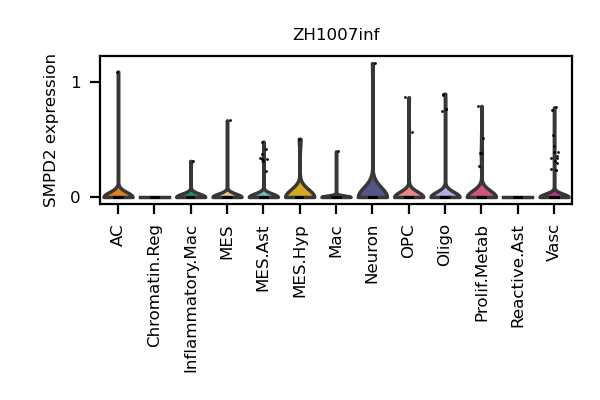 ZH1007inf
SMPD2 expression
1
0
AC
Chromatin.Reg
Inflammatory.Mac
MES
MES.Ast
MES.Hyp
Mac
Neuron
OPC
Oligo
Prolif.Metab
Reactive.Ast
Vasc